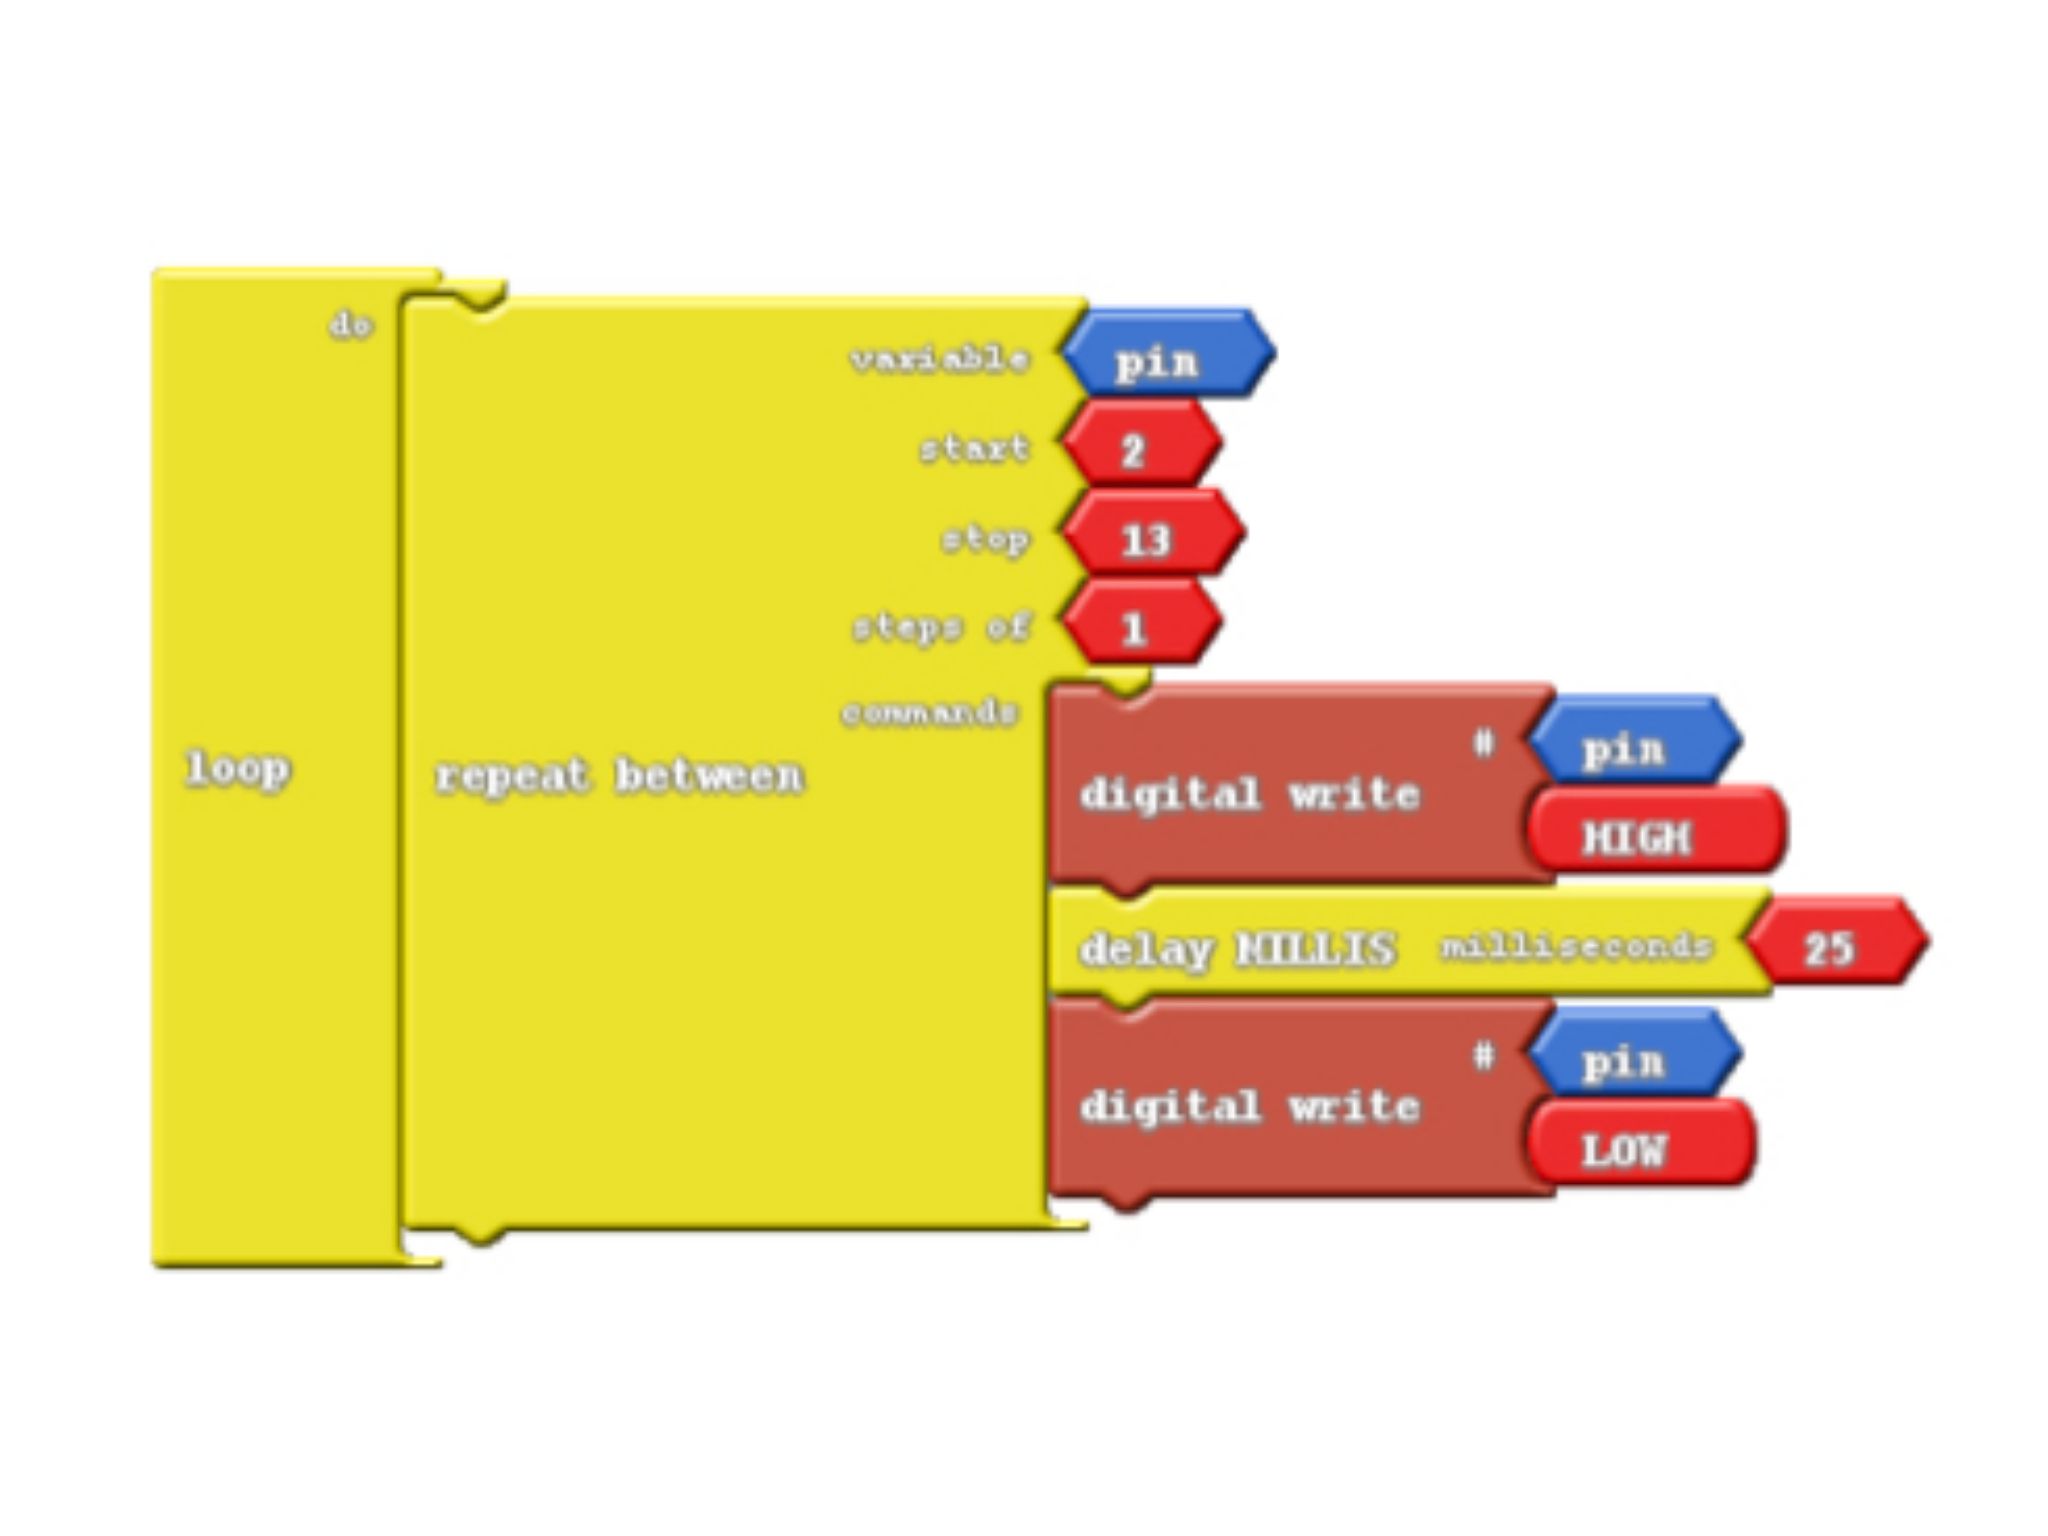 do
variable pin
start 2
stop 13
steps of 1
commands
loop
repeat between
# pin
digital write
HIGH
delay MILLIS milliseconds 25
# pin
digital write
LOW